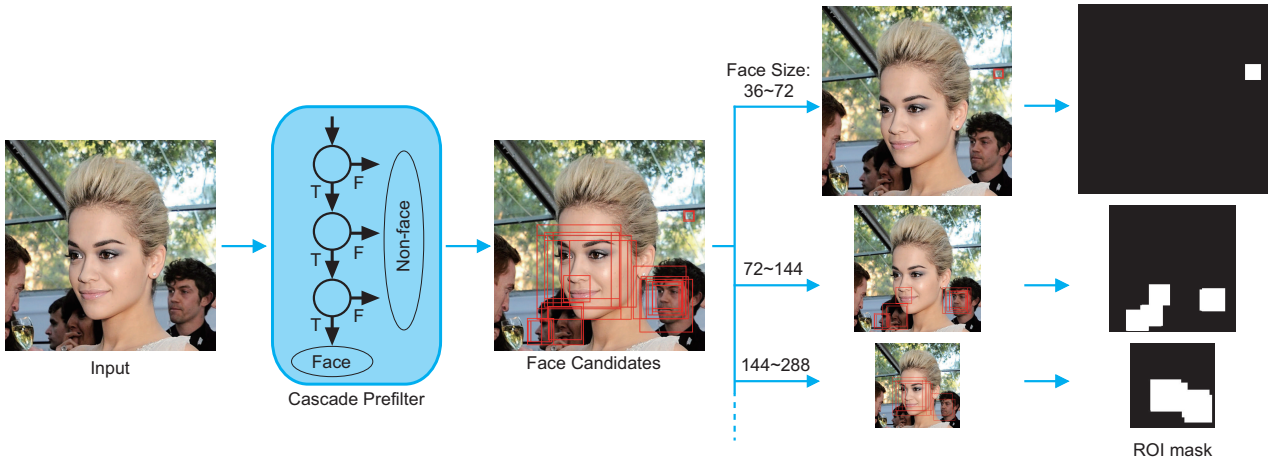 Input
T
F
T
F
T
F
Non-face
Face
Cascade Prefilter
Face Candidates
Face Size:
36~72
72~144
144~288
ROI mask